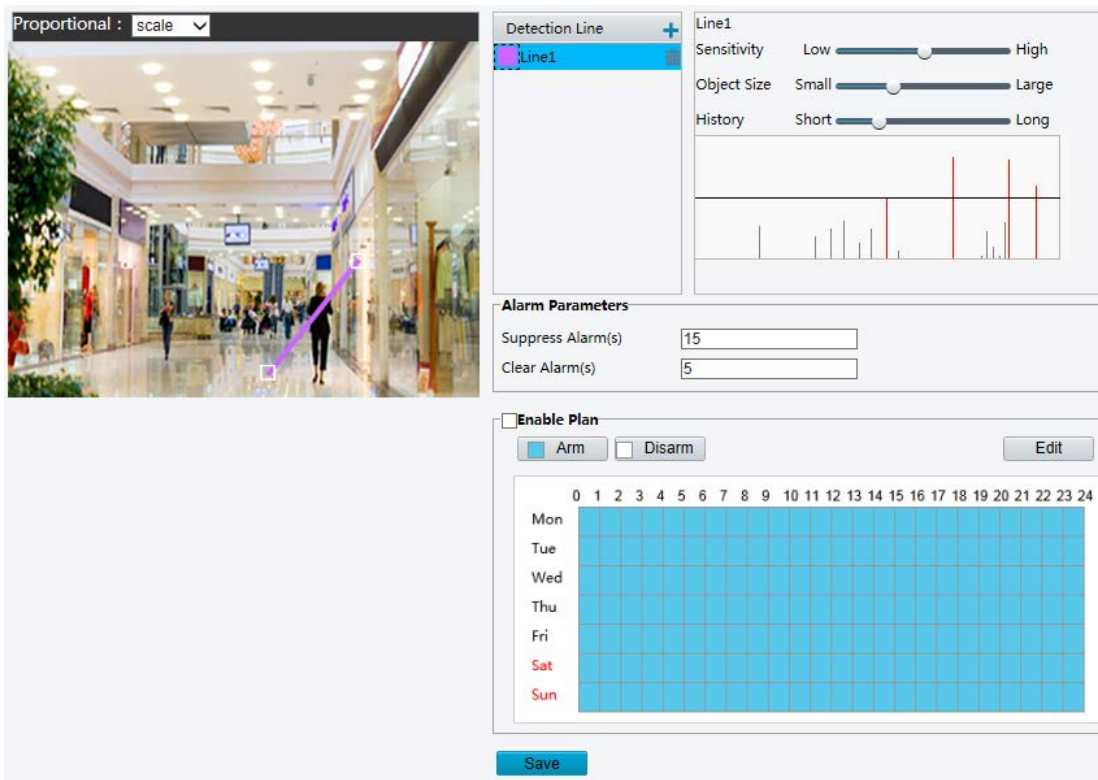 Proportional : scale
Detection Line
Line1
Line1
Sensitivity Low High
Object Size Small Large
History Short Long
Alarm Parameters
Suppress Alarm(s) 15
Clear Alarm(s) 5
Enable Plan
Arm Disarm Edit
0 1 2 3 4 5 6 7 8 9 10 11 12 13 14 15 16 17 18 19 20 21 22 23 24
Mon
Tue
Wed
Thu
Fri
Sat
Sun
Save